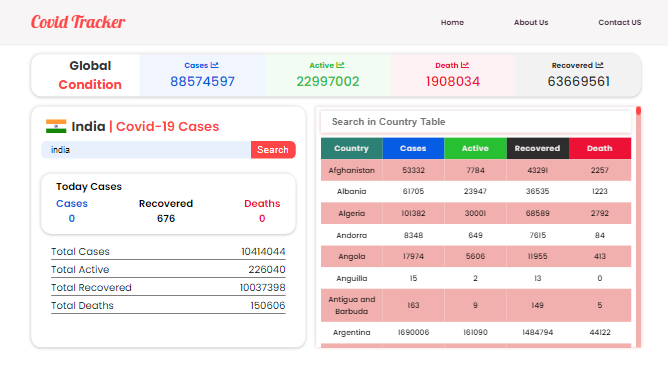 Covid Tracker
Home About Us Contact US
Global Condition
Cases Active Death Recovered
88574597 22997002 1908034 63669561
India | Covid-19 Cases
india Search
Today Cases
Cases Recovered Deaths
0 676 0
Total Cases 10414044
Total Active 226040
Total Recovered 10037398
Total Deaths 150606
Search in Country Table
Country Cases Active Recovered Death
Afghanistan 53332 7784 43291 2257
Albania 61705 23947 36535 1223
Algeria 101382 30001 68589 2792
Andorra 8348 649 7615 84
Angola 17974 5606 11955 413
Anguilla 15 2 13 0
Antigua and Barbuda 163 9 149 5
Argentina 1690006 161090 1484794 44122